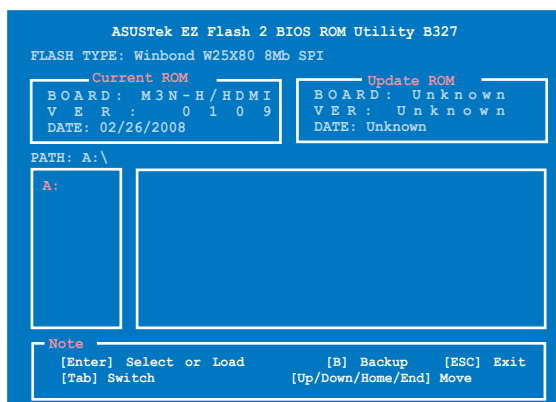 ASUSTek EZ Flash 2 BIOS ROM Utility B327
FLASH TYPE: Winbond W25X80 8Mb SPI
Current ROM
BOARD: M3N-H/HDMI
VER: 0109
DATE: 02/26/2008
Update ROM
BOARD: Unknown
VER: Unknown
DATE: Unknown
PATH: A:\
A:
Note
[Enter] Select or Load [B] Backup [ESC] Exit
[Tab] Switch [Up/Down/Home/End] Move